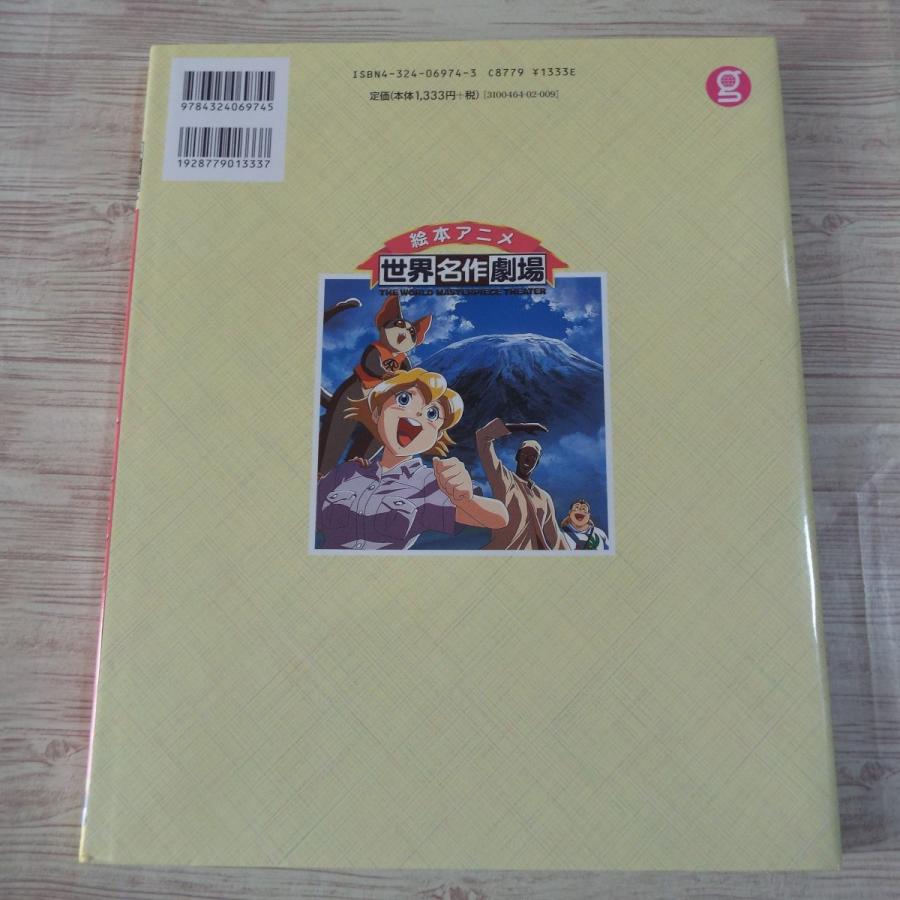 ISBN4-324-06974-3 C8779 ¥1333E
定価(本体1,333円+税) [3100464-02-009]
9784324069745
1928779013337
g
絵本アニメ
世界名作劇場
THE WORLD MASTERPIECE THEATER